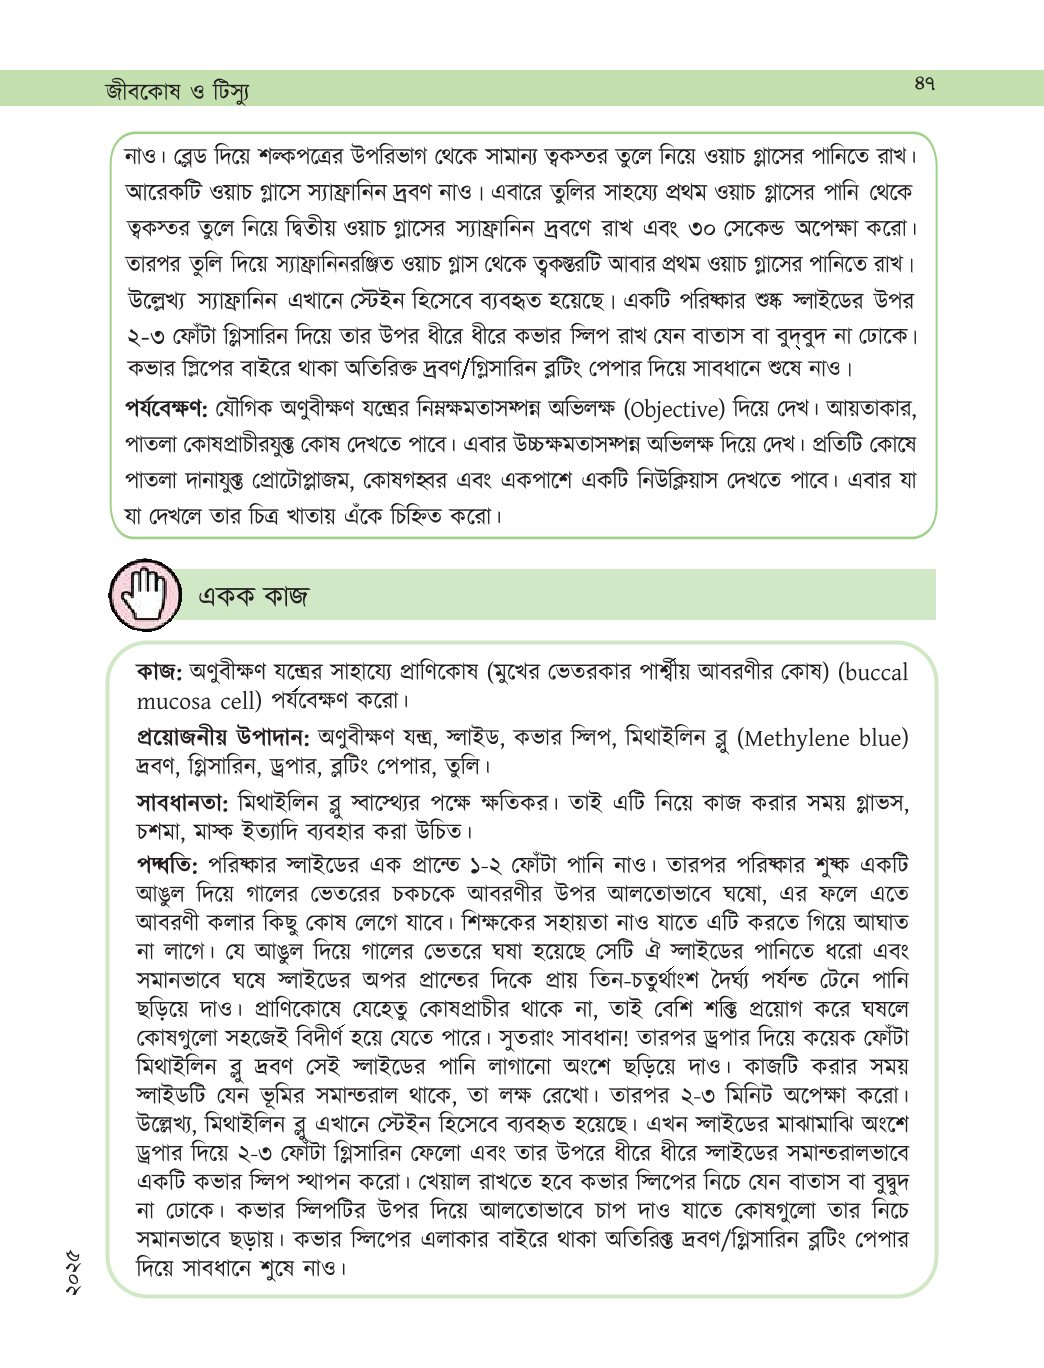 জীবকোষ ও টিস্যু
৪৭
নাও। ব্লেড দিয়ে শল্কপত্রের উপরিভাগ থেকে সামান্য ত্বকস্তর তুলে নিয়ে ওয়াচ গ্লাসের পানিতে রাখ।
আরেকটি ওয়াচ গ্লাসে স্যাফ্রানিন দ্রবণ নাও। এবারে তুলির সাহয্যে প্রথম ওয়াচ গ্লাসের পানি থেকে
ত্বকস্তর তুলে নিয়ে দ্বিতীয় ওয়াচ গ্লাসের স্যাফ্রানিন দ্রবণে রাখ এবং ৩০ সেকেন্ড অপেক্ষা করো।
তারপর তুলি দিয়ে স্যাফ্রানিনরঞ্জিত ওয়াচ গ্লাস থেকে ত্বকস্তরটি আবার প্রথম ওয়াচ গ্লাসের পানিতে রাখ।
উল্লেখ্য স্যাফ্রানিন এখানে স্টেইন হিসেবে ব্যবহৃত হয়েছে। একটি পরিষ্কার শুষ্ক স্লাইডের উপর
২-৩ ফোঁটা গ্লিসারিন দিয়ে তার উপর ধীরে ধীরে কভার স্লিপ রাখ যেন বাতাস বা বুদ্‌বুদ না ঢোকে।
কভার স্লিপের বাইরে থাকা অতিরিক্ত দ্রবণ/গ্লিসারিন ব্লটিং পেপার দিয়ে সাবধানে শুষে নাও।
পর্যবেক্ষণ: যৌগিক অণুবীক্ষণ যন্ত্রের নিম্নক্ষমতাসম্পন্ন অভিলক্ষ (Objective) দিয়ে দেখ। আয়তাকার,
পাতলা কোষপ্রাচীরযুক্ত কোষ দেখতে পাবে। এবার উচ্চক্ষমতাসম্পন্ন অভিলক্ষ দিয়ে দেখ। প্রতিটি কোষে
পাতলা দানাযুক্ত প্রোটোপ্লাজম, কোষগহ্বর এবং একপাশে একটি নিউক্লিয়াস দেখতে পাবে। এবার যা
যা দেখলে তার চিত্র খাতায় এঁকে চিহ্নিত করো।
একক কাজ
কাজ: অণুবীক্ষণ যন্ত্রের সাহায্যে প্রাণিকোষ (মুখের ভেতরকার পার্শ্বীয় আবরণীর কোষ) (buccal
mucosa cell) পর্যবেক্ষণ করো।
প্রয়োজনীয় উপাদান: অণুবীক্ষণ যন্ত্র, স্লাইড, কভার স্লিপ, মিথাইলিন ব্লু (Methylene blue)
দ্রবণ, গ্লিসারিন, ড্রপার, ব্লটিং পেপার, তুলি।
সাবধানতা: মিথাইলিন ব্লু স্বাস্থ্যের পক্ষে ক্ষতিকর। তাই এটি নিয়ে কাজ করার সময় গ্লাভস,
চশমা, মাস্ক ইত্যাদি ব্যবহার করা উচিত।
পদ্ধতি: পরিষ্কার স্লাইডের এক প্রান্তে ১-২ ফোঁটা পানি নাও। তারপর পরিষ্কার শুষ্ক একটি
আঙুল দিয়ে গালের ভেতরের চকচকে আবরণীর উপর আলতোভাবে ঘষো, এর ফলে এতে
আবরণী কলার কিছু কোষ লেগে যাবে। শিক্ষকের সহায়তা নাও যাতে এটি করতে গিয়ে আঘাত
না লাগে। যে আঙুল দিয়ে গালের ভেতরে ঘষা হয়েছে সেটি ঐ স্লাইডের পানিতে ধরো এবং
সমানভাবে ঘষে স্লাইডের অপর প্রান্তের দিকে প্রায় তিন-চতুর্থাংশ দৈর্ঘ্য পর্যন্ত টেনে পানি
ছড়িয়ে দাও। প্রাণিকোষে যেহেতু কোষপ্রাচীর থাকে না, তাই বেশি শক্তি প্রয়োগ করে ঘষলে
কোষগুলো সহজেই বিদীর্ণ হয়ে যেতে পারে। সুতরাং সাবধান! তারপর ড্রপার দিয়ে কয়েক ফোঁটা
মিথাইলিন ব্লু দ্রবণ সেই স্লাইডের পানি লাগানো অংশে ছড়িয়ে দাও। কাজটি করার সময়
স্লাইডটি যেন ভূমির সমান্তরাল থাকে, তা লক্ষ রেখো। তারপর ২-৩ মিনিট অপেক্ষা করো।
উল্লেখ্য, মিথাইলিন ব্লু এখানে স্টেইন হিসেবে ব্যবহৃত হয়েছে। এখন স্লাইডের মাঝামাঝি অংশে
ড্রপার দিয়ে ২-৩ ফোঁটা গ্লিসারিন ফেলো এবং তার উপরে ধীরে ধীরে স্লাইডের সমান্তরালভাবে
একটি কভার স্লিপ স্থাপন করো। খেয়াল রাখতে হবে কভার স্লিপের নিচে যেন বাতাস বা বুদ্বুদ
না ঢোকে। কভার স্লিপটির উপর দিয়ে আলতোভাবে চাপ দাও যাতে কোষগুলো তার নিচে
সমানভাবে ছড়ায়। কভার স্লিপের এলাকার বাইরে থাকা অতিরিক্ত দ্রবণ/গ্লিসারিন ব্লটিং পেপার
দিয়ে সাবধানে শুষে নাও।
২০২৫